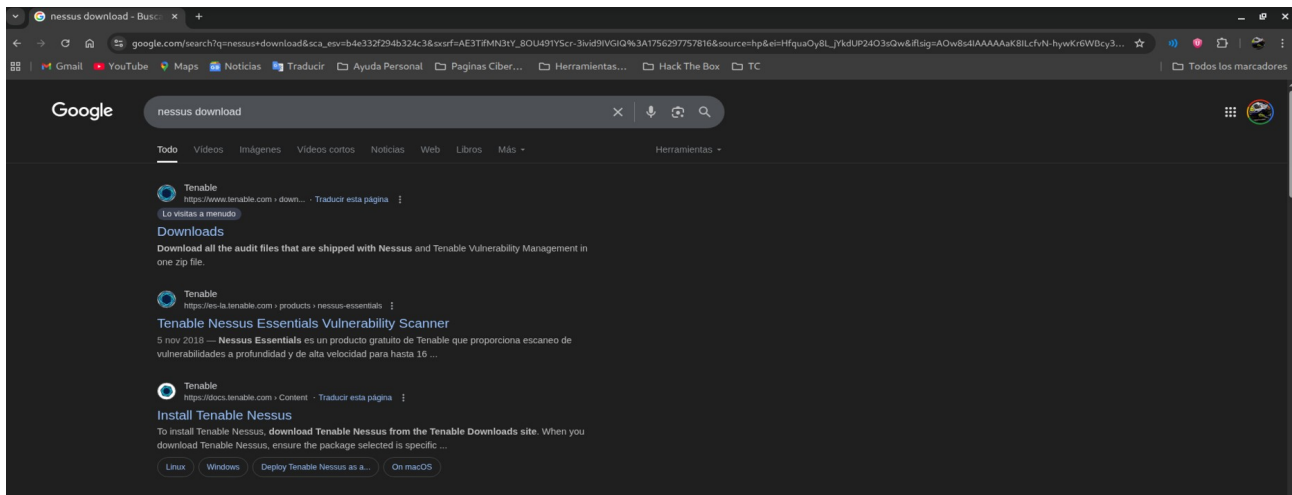 nessus download - Busc
google.com/search?q=nessus+download&sca_esv=b4e332f294b324c3&sxsrf=AE3TifMN3tY_8OU491YScr-3ivid9IVGIQ%3A1756297757816&source=hp&ei=HfquaOy8L_jYkdUP24O3sQw&iflsig=AOw8s4IAAAAAaK8ILcfvN-hywKr6WBcy3...
Gmail YouTube Maps Noticias Traducir Ayuda Personal Paginas Ciber... Herramientas... Hack The Box TC Todos los marcadores
Google nessus download
Todo Vídeos Imágenes Vídeos cortos Noticias Web Libros Más Herramientas
Tenable
https://www.tenable.com › down... - Traducir esta página
Lo visitas a menudo
Downloads
Download all the audit files that are shipped with Nessus and Tenable Vulnerability Management in
one zip file.
Tenable
https://es-la.tenable.com › products › nessus-essentials
Tenable Nessus Essentials Vulnerability Scanner
5 nov 2018 — Nessus Essentials es un producto gratuito de Tenable que proporciona escaneo de
vulnerabilidades a profundidad y de alta velocidad para hasta 16 ...
Tenable
https://docs.tenable.com › Content - Traducir esta página
Install Tenable Nessus
To install Tenable Nessus, download Tenable Nessus from the Tenable Downloads site. When you
download Tenable Nessus, ensure the package selected is specific ...
Linux Windows Deploy Tenable Nessus as a... On macOS